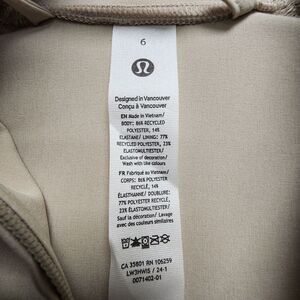 6
Designed in Vancouver
Conçu à Vancouver
EN Made in Vietnam/
BODY: 86% RECYCLED
POLYESTER, 14%
ELASTANE/ LINING: 77%
RECYCLED POLYESTER, 23%
ELASTOMULTIESTER/
Exclusive of decoration/
Wash with like colours
FR Fabriqué au Vietnam/
CORPS: 86% POLYESTER
RECYCLÉ, 14%
ÉLASTHANNE/ DOUBLURE:
77% POLYESTER RECYCLÉ,
23% ÉLASTOMULTIESTER/
Sauf la décoration/ Lavage
avec des couleurs similaires
CA 35801 RN 106259
LW3HWIS / 24-1
0071402-01